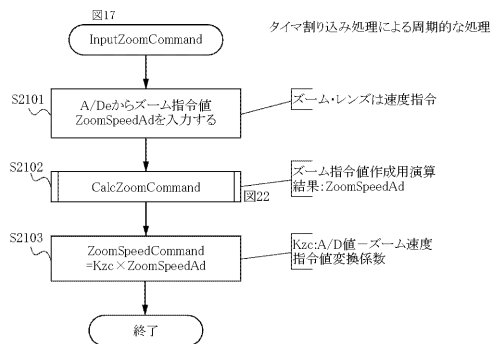 図17
InputZoomCommand
タイマ割り込み処理による周期的な処理
S2101
A/Deからズーム指令値
ZoomSpeedAdを入力する
ズーム・レンズは速度指令
S2102
CalcZoomCommand
図22
ズーム指令値作成用演算
結果:ZoomSpeedAd
S2103
ZoomSpeedCommand
=Kzc×ZoomSpeedAd
Kzc:A/D値－ズーム速度
指令値変換係数
終了